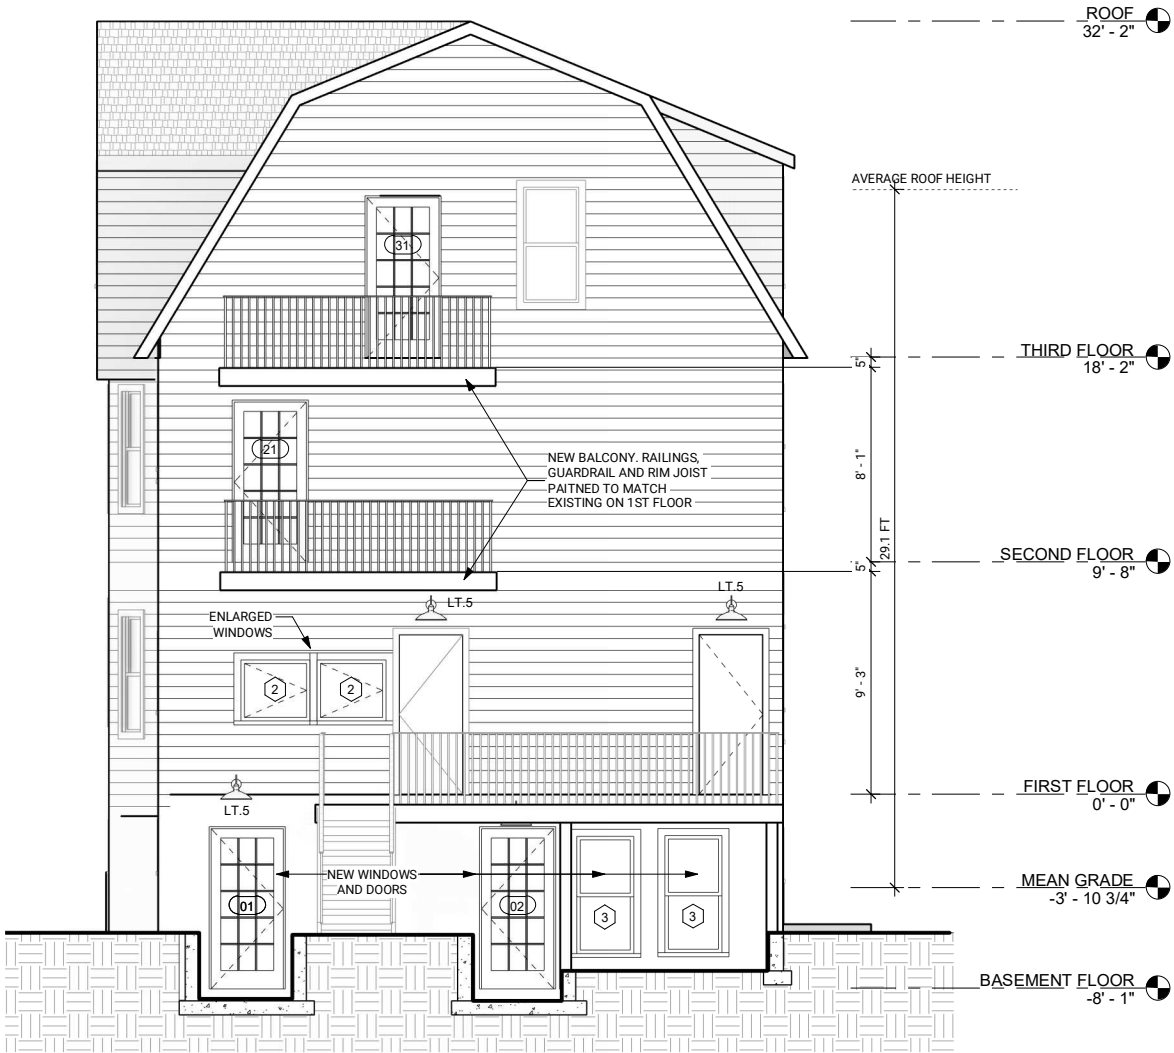 ROOF
32' - 2"
AVERAGE ROOF HEIGHT
31
THIRD FLOOR
18' - 2"
5"
21
8' - 1"
NEW BALCONY. RAILINGS,
GUARDRAIL AND RIM JOIST
PAITNED TO MATCH
EXISTING ON 1ST FLOOR
29.1 FT
SECOND FLOOR
9' - 8"
5"
LT.5
LT.5
ENLARGED
WINDOWS
2
2
9' - 3"
FIRST FLOOR
0' - 0"
LT.5
NEW WINDOWS
AND DOORS
MEAN GRADE
-3' - 10 3/4"
01
02
3
3
BASEMENT FLOOR
-8' - 1"